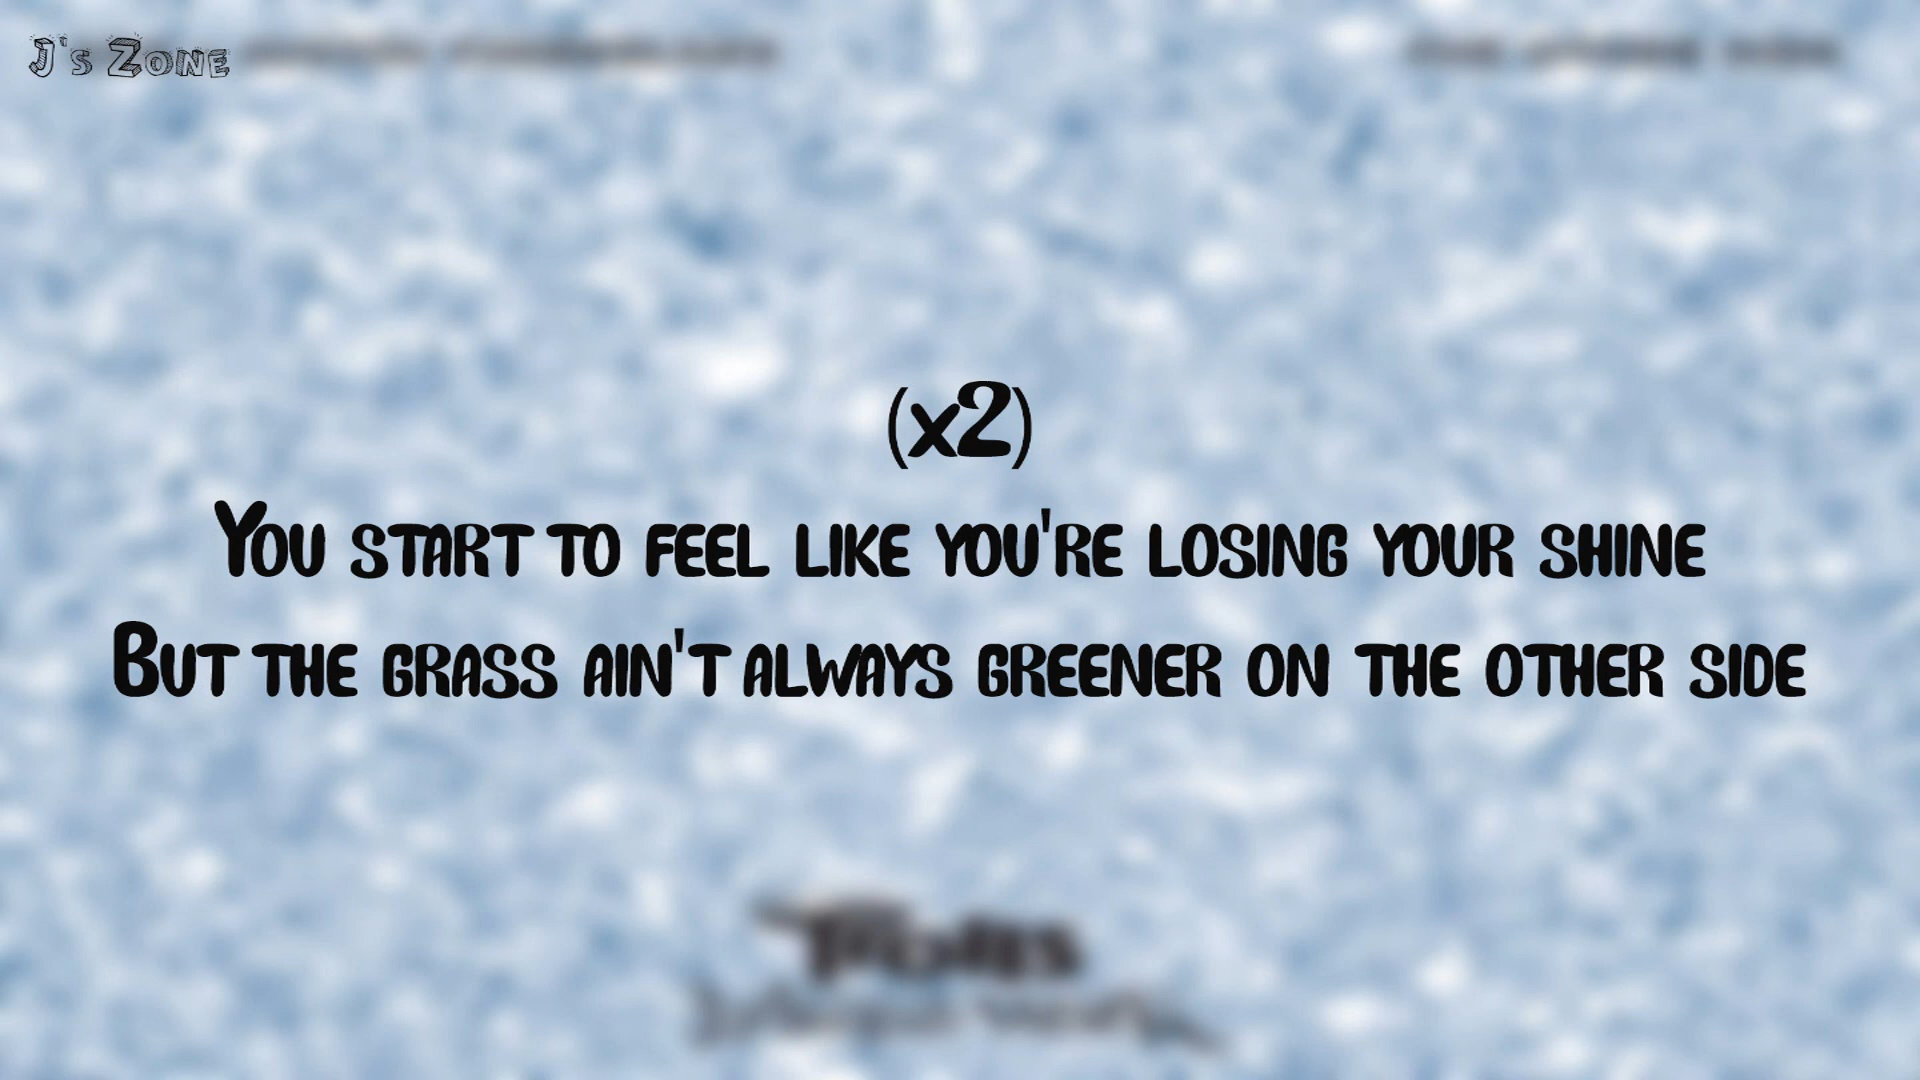 J's Zone
(x2)
You start to feel like you're losing your shine
But the grass ain't always greener on the other side